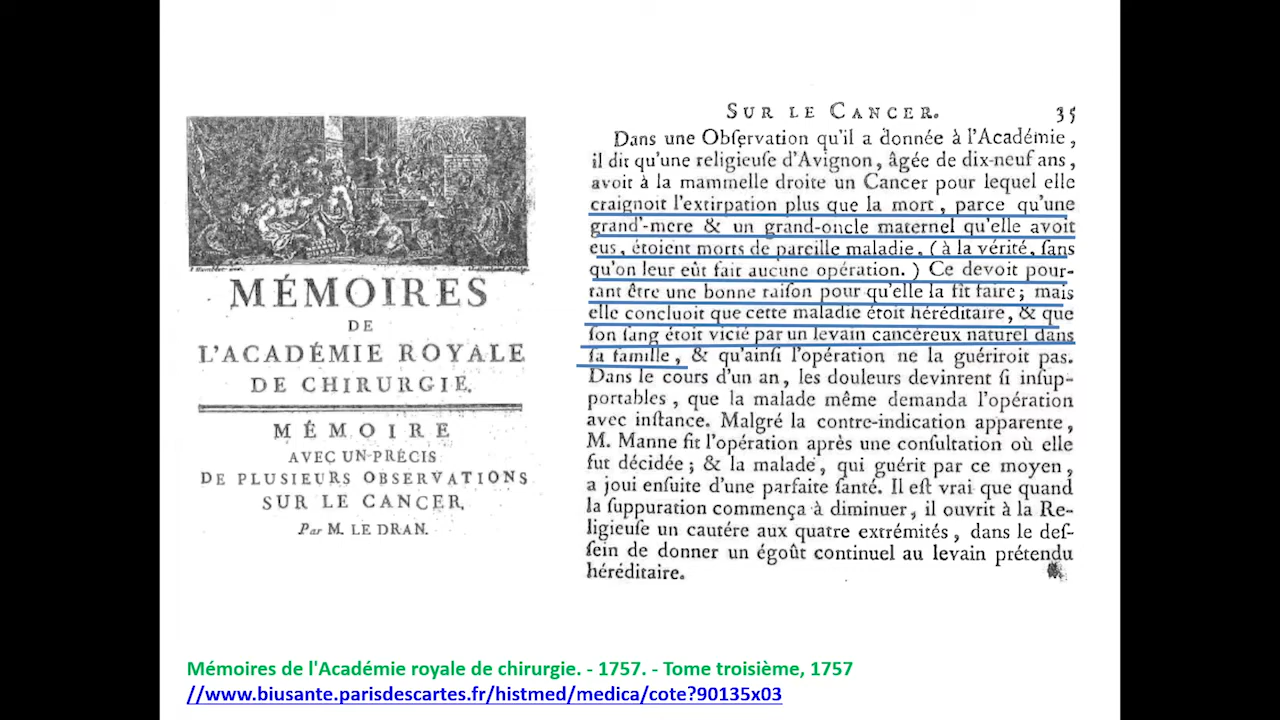 MÉMOIRES
DE
L'ACADÉMIE ROYALE
DE CHIRURGIE.
MÉMOIRE
AVEC UN PRÉCIS
DE PLUSIEURS OBSERVATIONS
SUR LE CANCER,
Par M. LE DRAN.
SUR LE CANCER. 35
Dans une Obſervation qu'il a donnée à l'Académie,
il dit qu'une religieuſe d'Avignon, âgée de dix-neuf ans,
avoit à la mammelle droite un Cancer pour lequel elle
craignoit l'extirpation plus que la mort, parce qu'une
grand'-mere & un grand-oncle maternel qu'elle avoit
eus, étoient morts de pareille maladie, (à la vérité, ſans
qu'on leur eût fait aucune opération.) Ce devoit pour-
tant être une bonne raiſon pour qu'elle la fît faire; mais
elle concluoit que cette maladie étoit héréditaire, & que
ſon ſang étoit vicié par un levain cancéreux naturel dans
ſa famille, & qu'ainſi l'opération ne la guériroit pas.
Dans le cours d'un an, les douleurs devinrent ſi inſup-
portables, que la malade même demanda l'opération
avec inſtance. Malgré la contre-indication apparente,
M. Manne fit l'opération après une conſultation où elle
fut décidée; & la malade, qui guérit par ce moyen,
a joui enſuite d'une parfaite ſanté. Il eſt vrai que quand
la ſuppuration commença à diminuer, il ouvrit à la Re-
ligieuſe un cautére aux quatre extrémités, dans le deſ-
ſein de donner un égoût continuel au levain prétendu
héréditaire.
Mémoires de l'Académie royale de chirurgie. - 1757. - Tome troisième, 1757
//www.biusante.parisdescartes.fr/histmed/medica/cote?90135x03